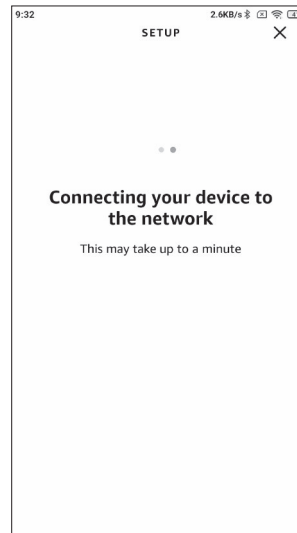 9:32 2.6KB/s
SETUP
Connecting your device to
the network
This may take up to a minute